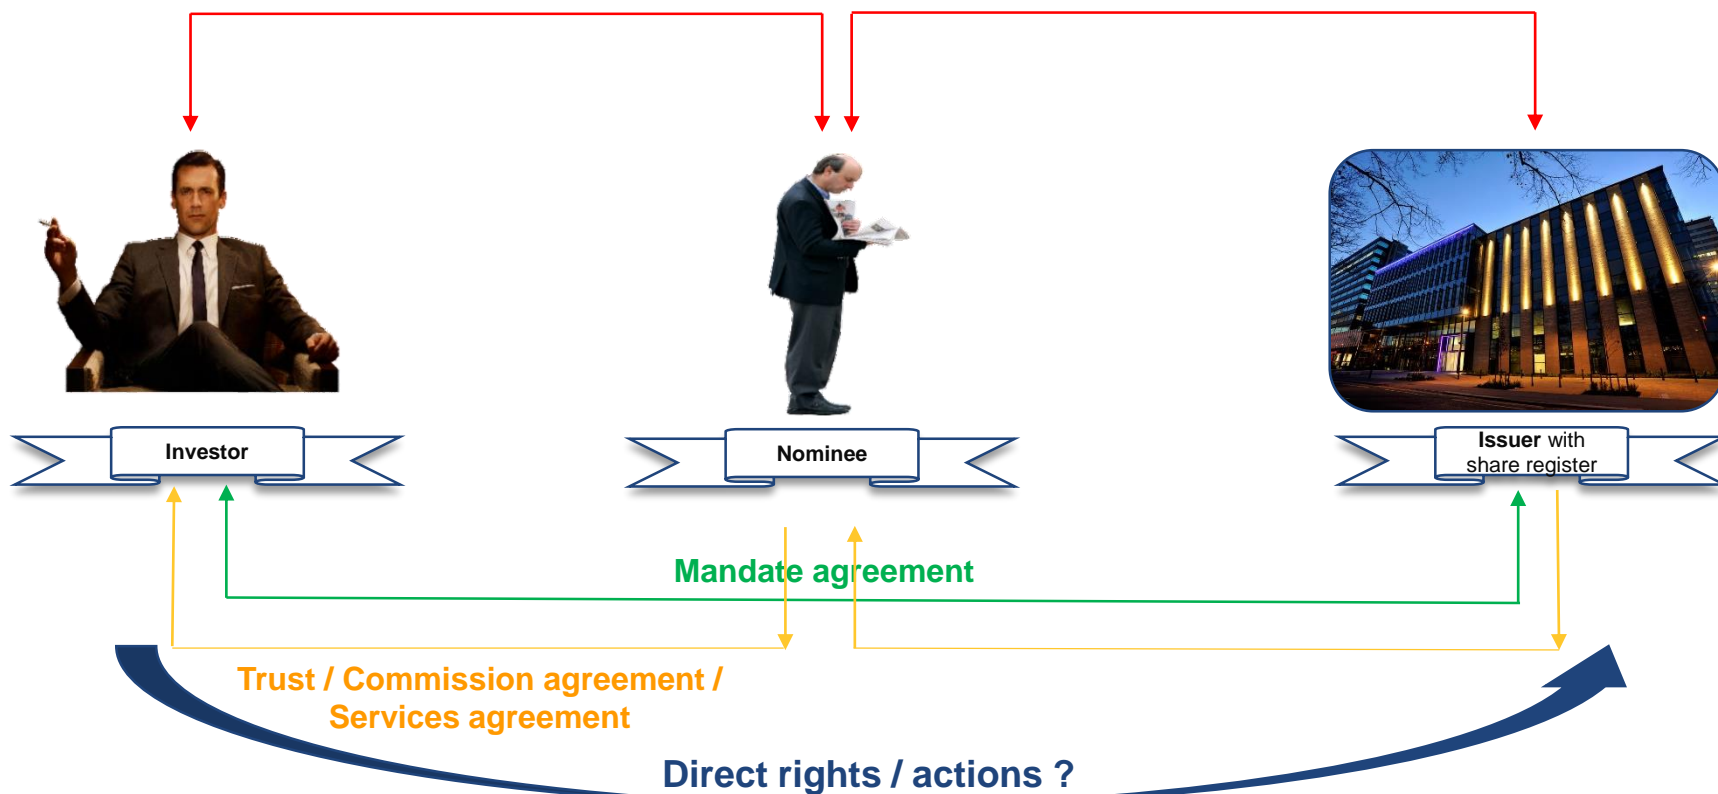 Investor
Nominee
Issuer with
share register
Mandate agreement
Trust / Commission agreement /
Services agreement
Direct rights / actions ?